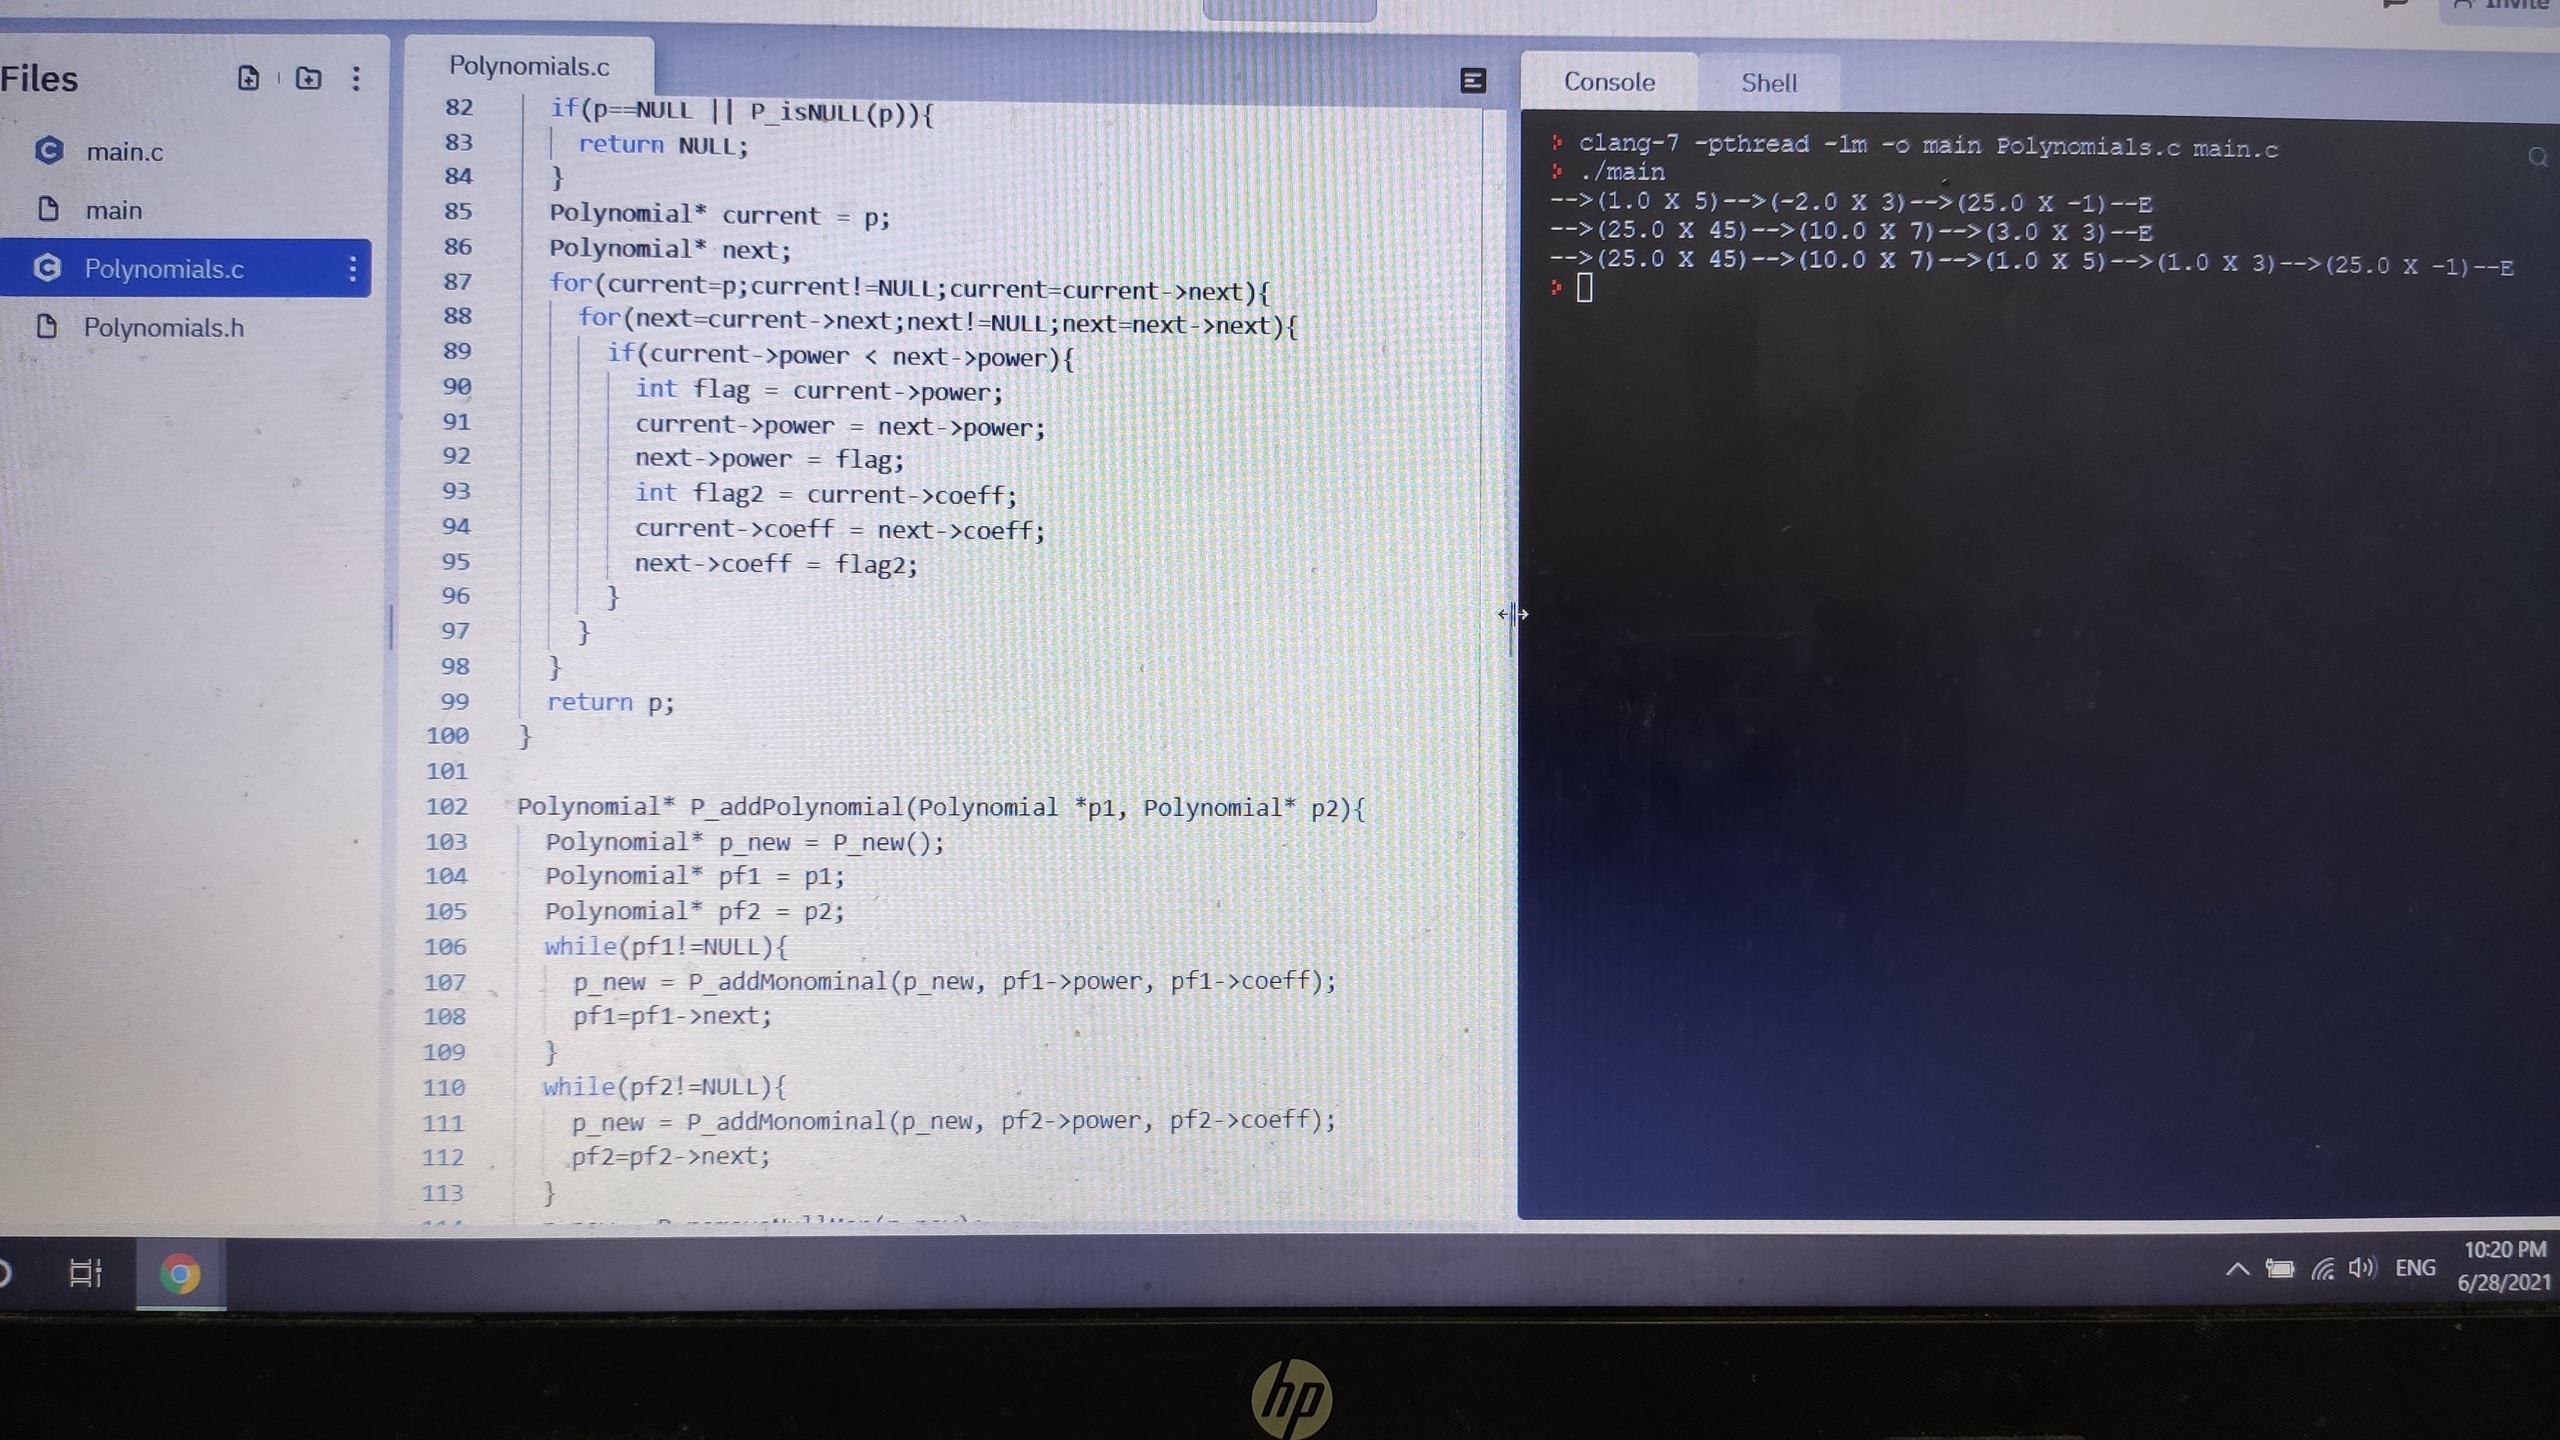 Invite
Files
main.c
main
Polynomials.c
Polynomials.h
Polynomials.c
82 if(p==NULL || P_isNULL(p)){
83 return NULL;
84 }
85 Polynomial* current = p;
86 Polynomial* next;
87 for(current=p;current!=NULL;current=current->next){
88 for(next=current->next;next!=NULL;next=next->next){
89 if(current->power < next->power){
90 int flag = current->power;
91 current->power = next->power;
92 next->power = flag;
93 int flag2 = current->coeff;
94 current->coeff = next->coeff;
95 next->coeff = flag2;
96 }
97 }
98 }
99 return p;
100 }
101
102 Polynomial* P_addPolynomial(Polynomial *p1, Polynomial* p2){
103 Polynomial* p_new = P_new();
104 Polynomial* pf1 = p1;
105 Polynomial* pf2 = p2;
106 while(pf1!=NULL){
107 p_new = P_addMonominal(p_new, pf1->power, pf1->coeff);
108 pf1=pf1->next;
109 }
110 while(pf2!=NULL){
111 p_new = P_addMonominal(p_new, pf2->power, pf2->coeff);
112 pf2=pf2->next;
113 }
Console Shell
clang-7 -pthread -lm -o main Polynomials.c main.c
./main
-->(1.0 X 5)-->(-2.0 X 3)-->(25.0 X -1)--E
-->(25.0 X 45)-->(10.0 X 7)-->(3.0 X 3)--E
-->(25.0 X 45)-->(10.0 X 7)-->(1.0 X 5)-->(1.0 X 3)-->(25.0 X -1)--E
ENG
10:20 PM
6/28/2021
hp